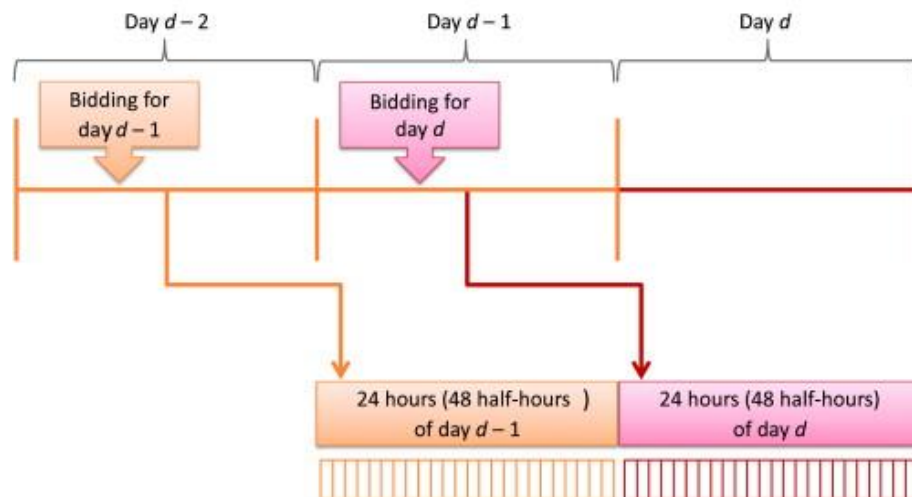 Day d – 2
Day d – 1
Day d
Bidding for
day d – 1
Bidding for
day d
24 hours (48 half-hours )
of day d – 1
24 hours (48 half-hours)
of day d